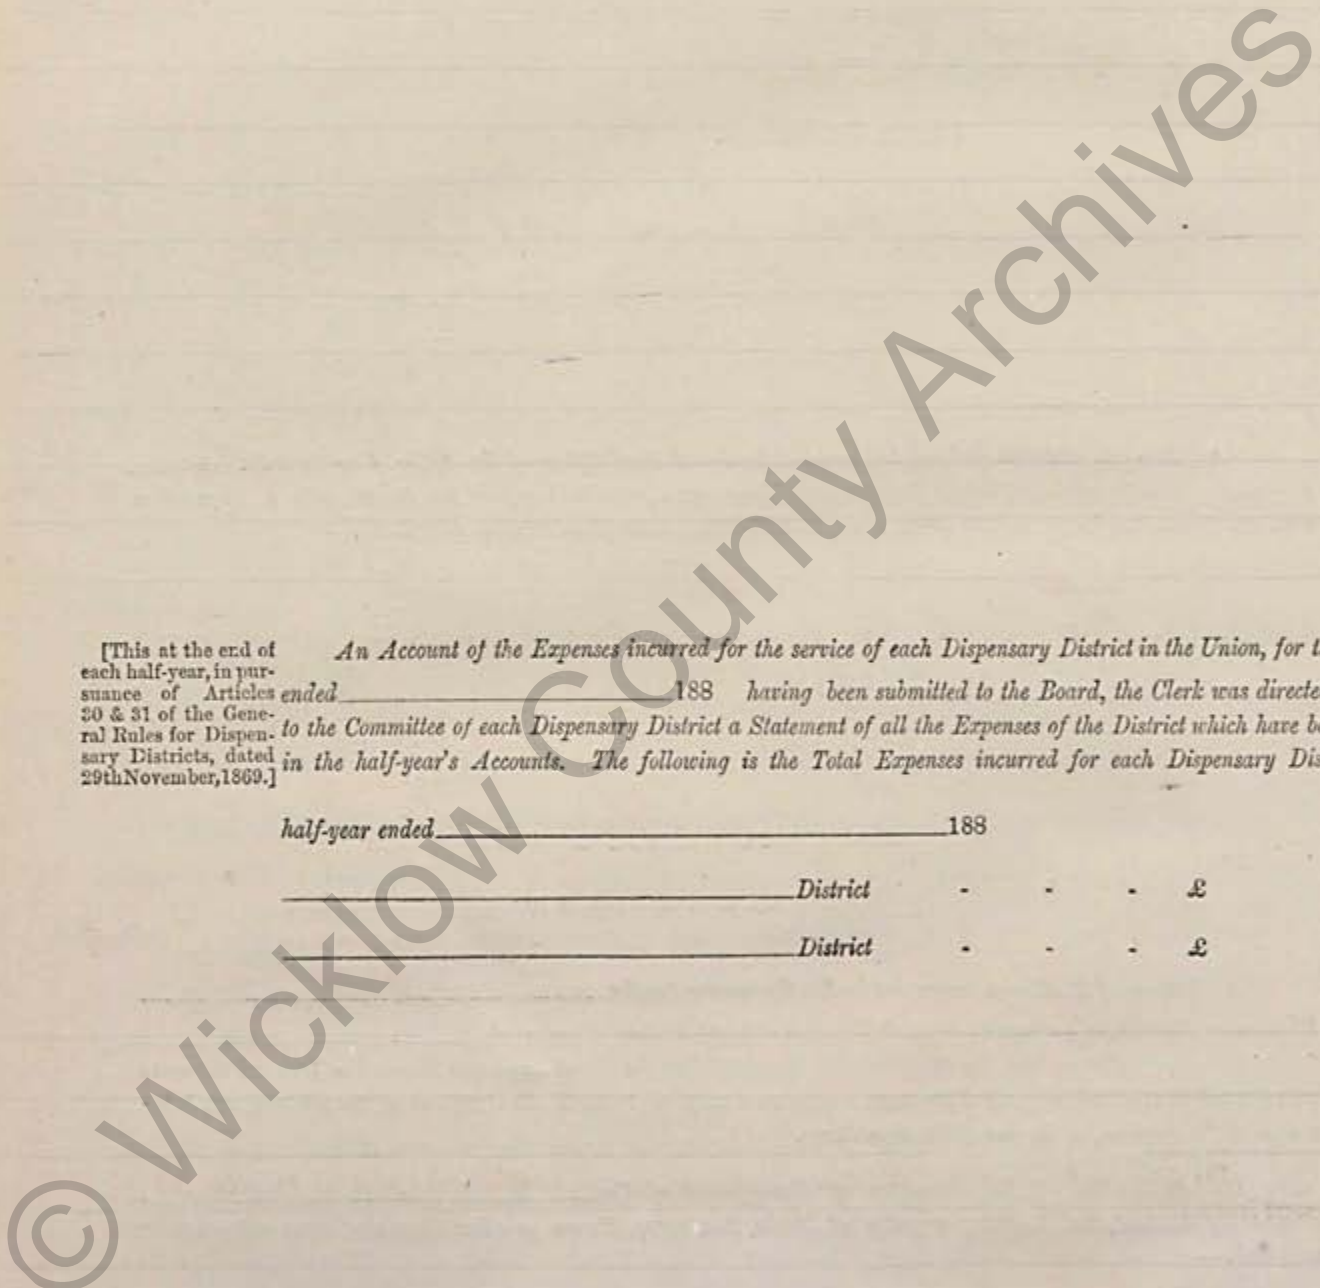 [This at the end of
each half-year, in pur-
suance of Articles
30 & 31 of the Gene-
ral Rules for Dispen-
sary Districts, dated
29thNovember,1869.]
An Account of the Expenses incurred for the service of each Dispensary District in the Union, for t
ended 188 having been submitted to the Board, the Clerk was directe
to the Committee of each Dispensary District a Statement of all the Expenses of the District which have b
in the half-year's Accounts. The following is the Total Expenses incurred for each Dispensary Dis
half-year ended 188
District - - - £
District - - - £
© Wicklow County Archives